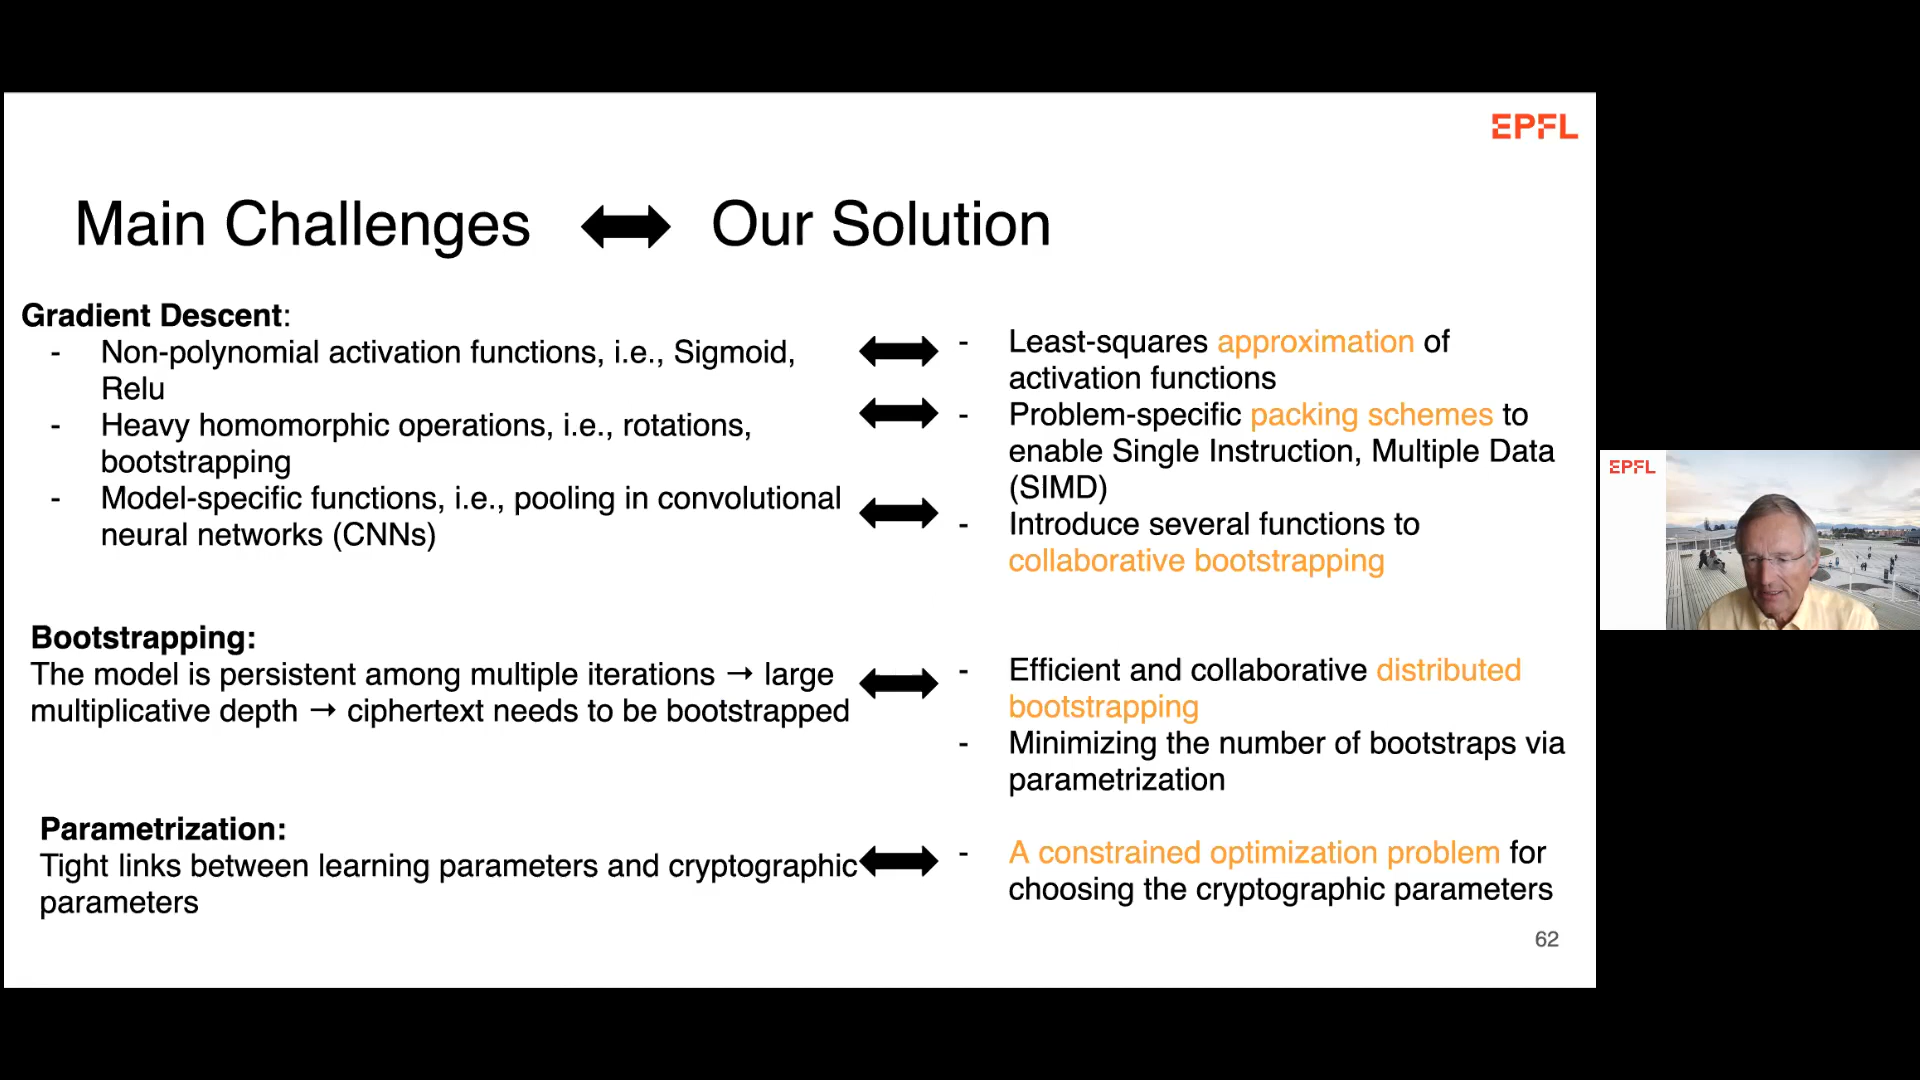 EPFL
Main Challenges
Our Solution
Gradient Descent:
- Non-polynomial activation functions, i.e., Sigmoid,
Relu
- Heavy homomorphic operations, i.e., rotations,
bootstrapping
- Model-specific functions, i.e., pooling in convolutional
neural networks (CNNs)
- Least-squares approximation of
activation functions
- Problem-specific packing schemes to
enable Single Instruction, Multiple Data
(SIMD)
- Introduce several functions to
collaborative bootstrapping
Bootstrapping:
The model is persistent among multiple iterations → large
multiplicative depth → ciphertext needs to be bootstrapped
- Efficient and collaborative distributed
bootstrapping
- Minimizing the number of bootstraps via
parametrization
Parametrization:
Tight links between learning parameters and cryptographic
parameters
- A constrained optimization problem for
choosing the cryptographic parameters
62
EPFL